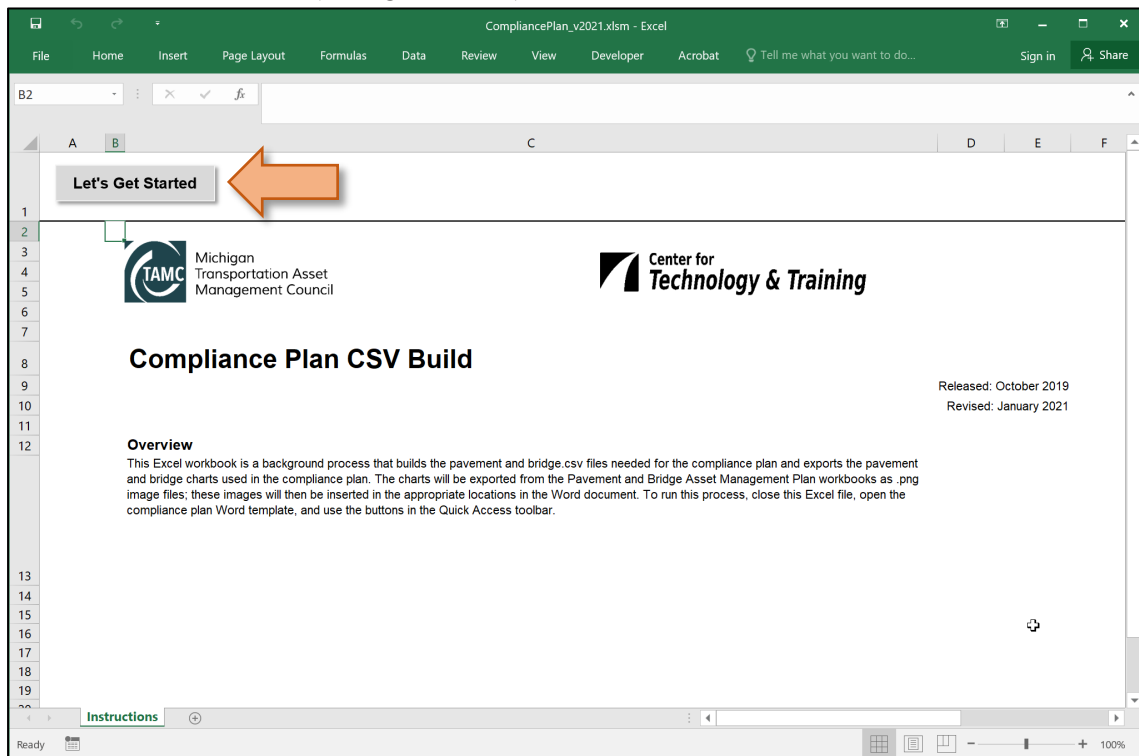 CompliancePlan_v2021.xlsm - Excel
File Home Insert Page Layout Formulas Data Review View Developer Acrobat Tell me what you want to do... Sign in Share
B2 fx
A B C D E F
Let's Get Started
1
2
3
4
5
6
7
8
9
10
11
12
13
14
15
16
17
18
19
TAMC
Michigan
Transportation Asset
Management Council
Center for
Technology & Training
Compliance Plan CSV Build
Released: October 2019
Revised: January 2021
Overview
This Excel workbook is a background process that builds the pavement and bridge.csv files needed for the compliance plan and exports the pavement
and bridge charts used in the compliance plan. The charts will be exported from the Pavement and Bridge Asset Management Plan workbooks as .png
image files; these images will then be inserted in the appropriate locations in the Word document. To run this process, close this Excel file, open the
compliance plan Word template, and use the buttons in the Quick Access toolbar.
Instructions
Ready 100%